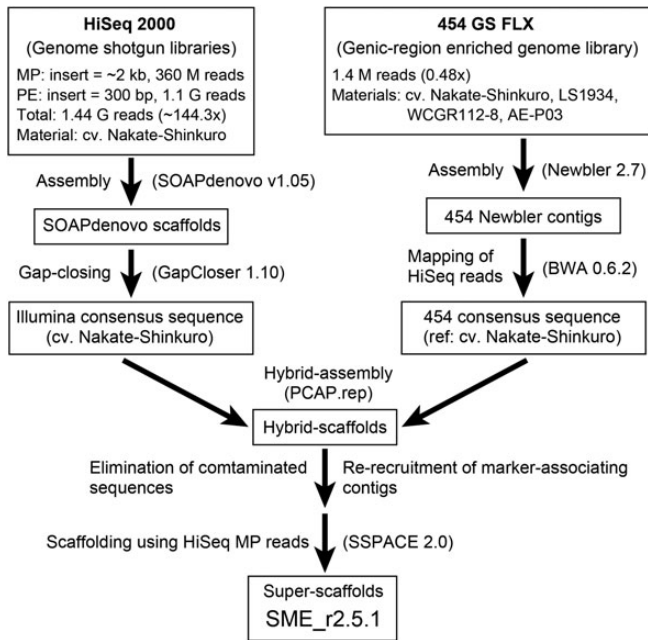 HiSeq 2000
(Genome shotgun libraries)
MP: insert = ~2 kb, 360 M reads
PE: insert = 300 bp, 1.1 G reads
Total: 1.44 G reads (~144.3x)
Material: cv. Nakate-Shinkuro
454 GS FLX
(Genic-region enriched genome library)
1.4 M reads (0.48x)
Materials: cv. Nakate-Shinkuro, LS1934,
WCGR112-8, AE-P03
Assembly
(SOAPdenovo v1.05)
Assembly
(Newbler 2.7)
SOAPdenovo scaffolds
454 Newbler contigs
Gap-closing
(GapCloser 1.10)
Mapping of
HiSeq reads
(BWA 0.6.2)
Illumina consensus sequence
(cv. Nakate-Shinkuro)
454 consensus sequence
(ref: cv. Nakate-Shinkuro)
Hybrid-assembly
(PCAP.rep)
Hybrid-scaffolds
Elimination of comtaminated
sequences
Re-recruitment of marker-associating
contigs
Scaffolding using HiSeq MP reads
(SSPACE 2.0)
Super-scaffolds
SME_r2.5.1